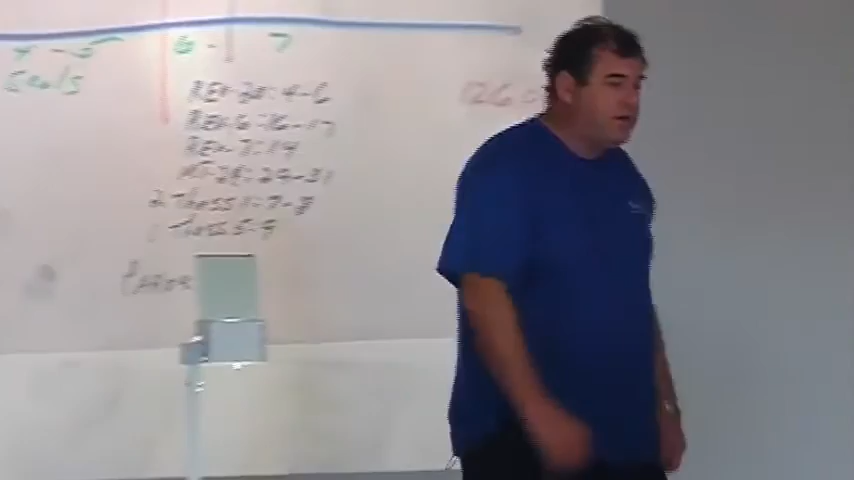 6 - 7
Seals
REV. 20:4-6
REV. 6:16-17
REV. 7:14
MT. 24:29-31
2 Thess 1:7-8
1 Thess 5:9